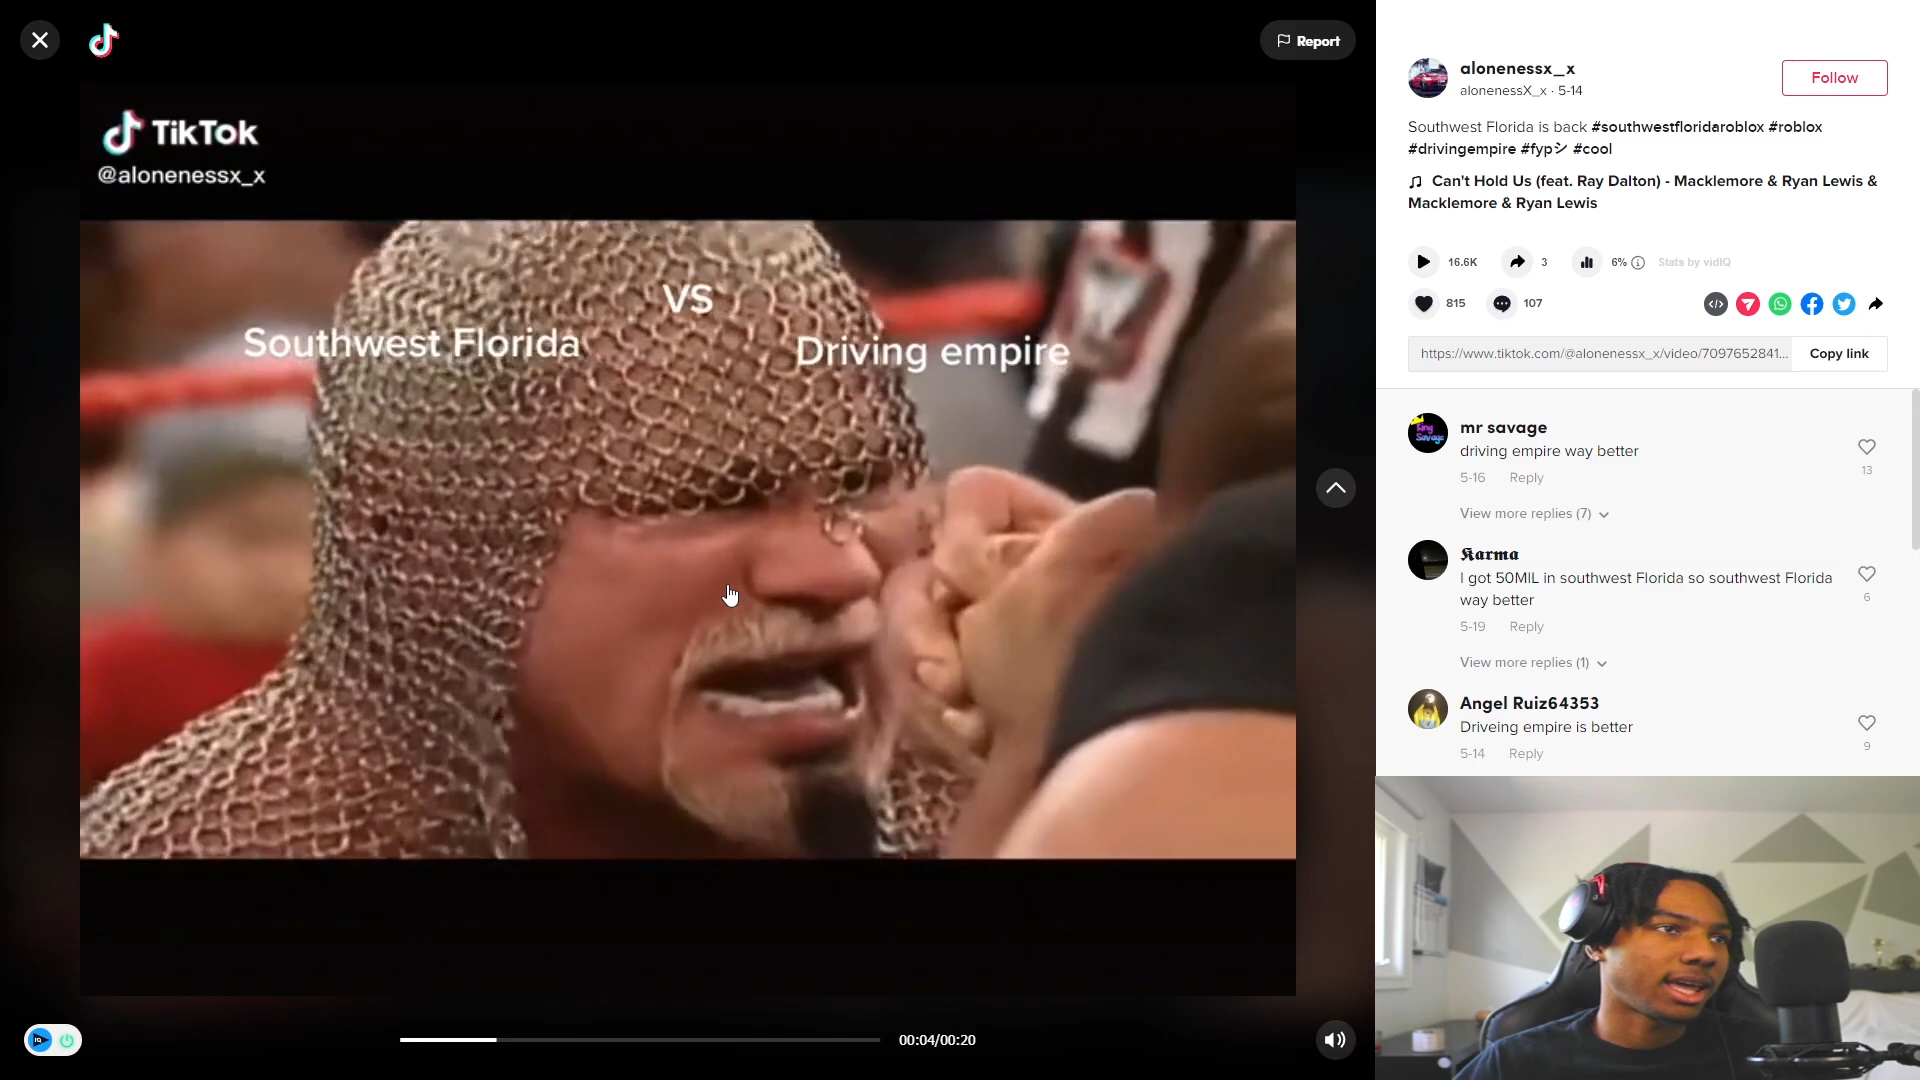 Report
TikTok
@alonenessx_x
VS
Southwest Florida
Driving empire
00:04/00:20
alonenessx_x
alonenessX_x · 5-14
Follow
Southwest Florida is back #southwestfloridaroblox #roblox
#drivingempire #fypシ #cool
Can't Hold Us (feat. Ray Dalton) - Macklemore & Ryan Lewis &
Macklemore & Ryan Lewis
16.6K
3
6%
Stats by vidIQ
815
107
https://www.tiktok.com/@alonenessx_x/video/7097652841...
Copy link
mr savage
driving empire way better
13
5-16 Reply
View more replies (7)
𝕶𝖆𝖗𝖒𝖆
I got 50MIL in southwest Florida so southwest Florida
way better
6
5-19 Reply
View more replies (1)
Angel Ruiz64353
Driveing empire is better
9
5-14 Reply
King
Savage
IQ